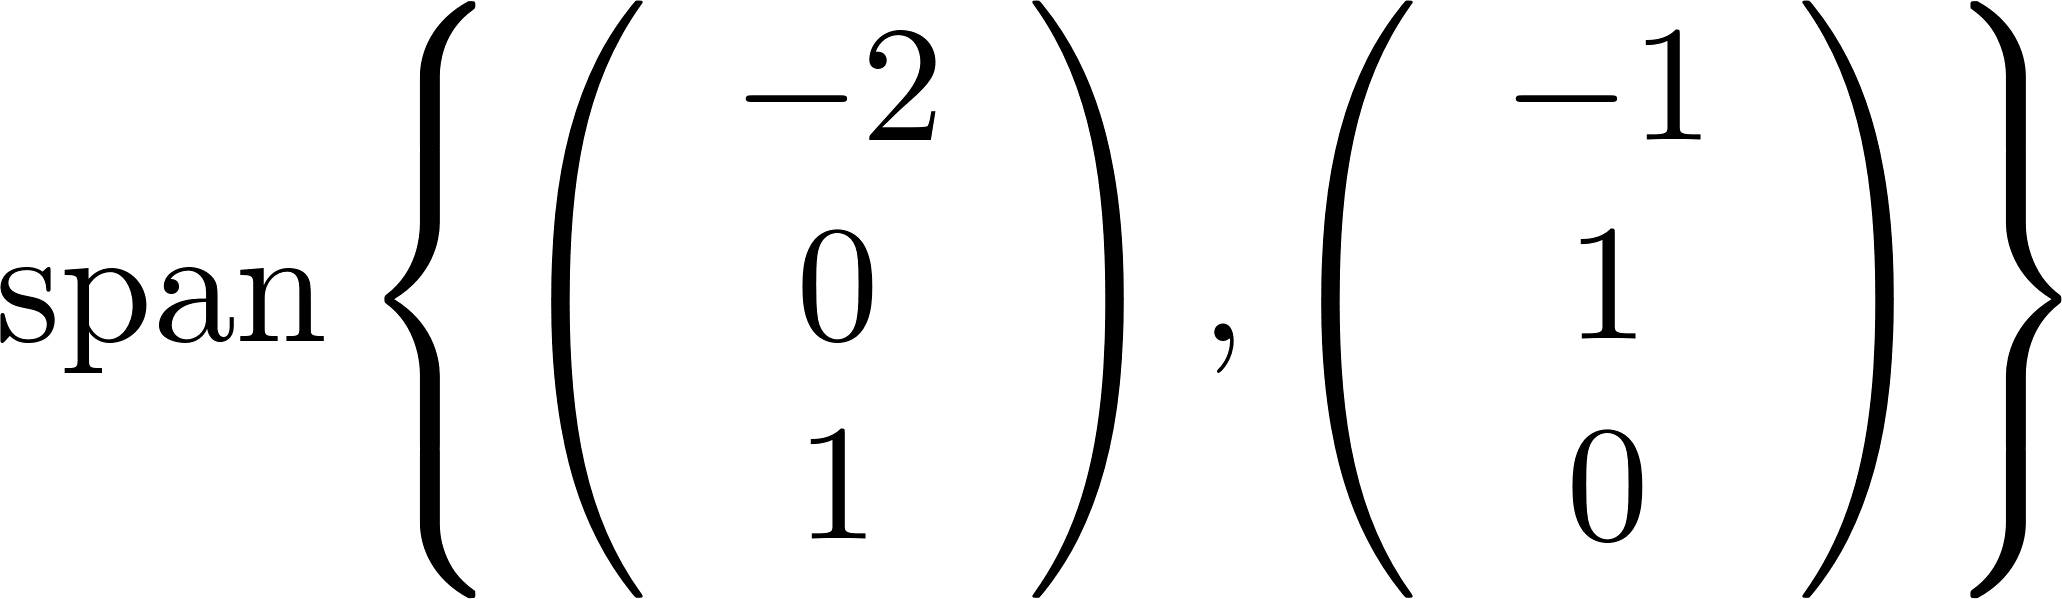 span{(−2 0 1), (−1 1 0)}